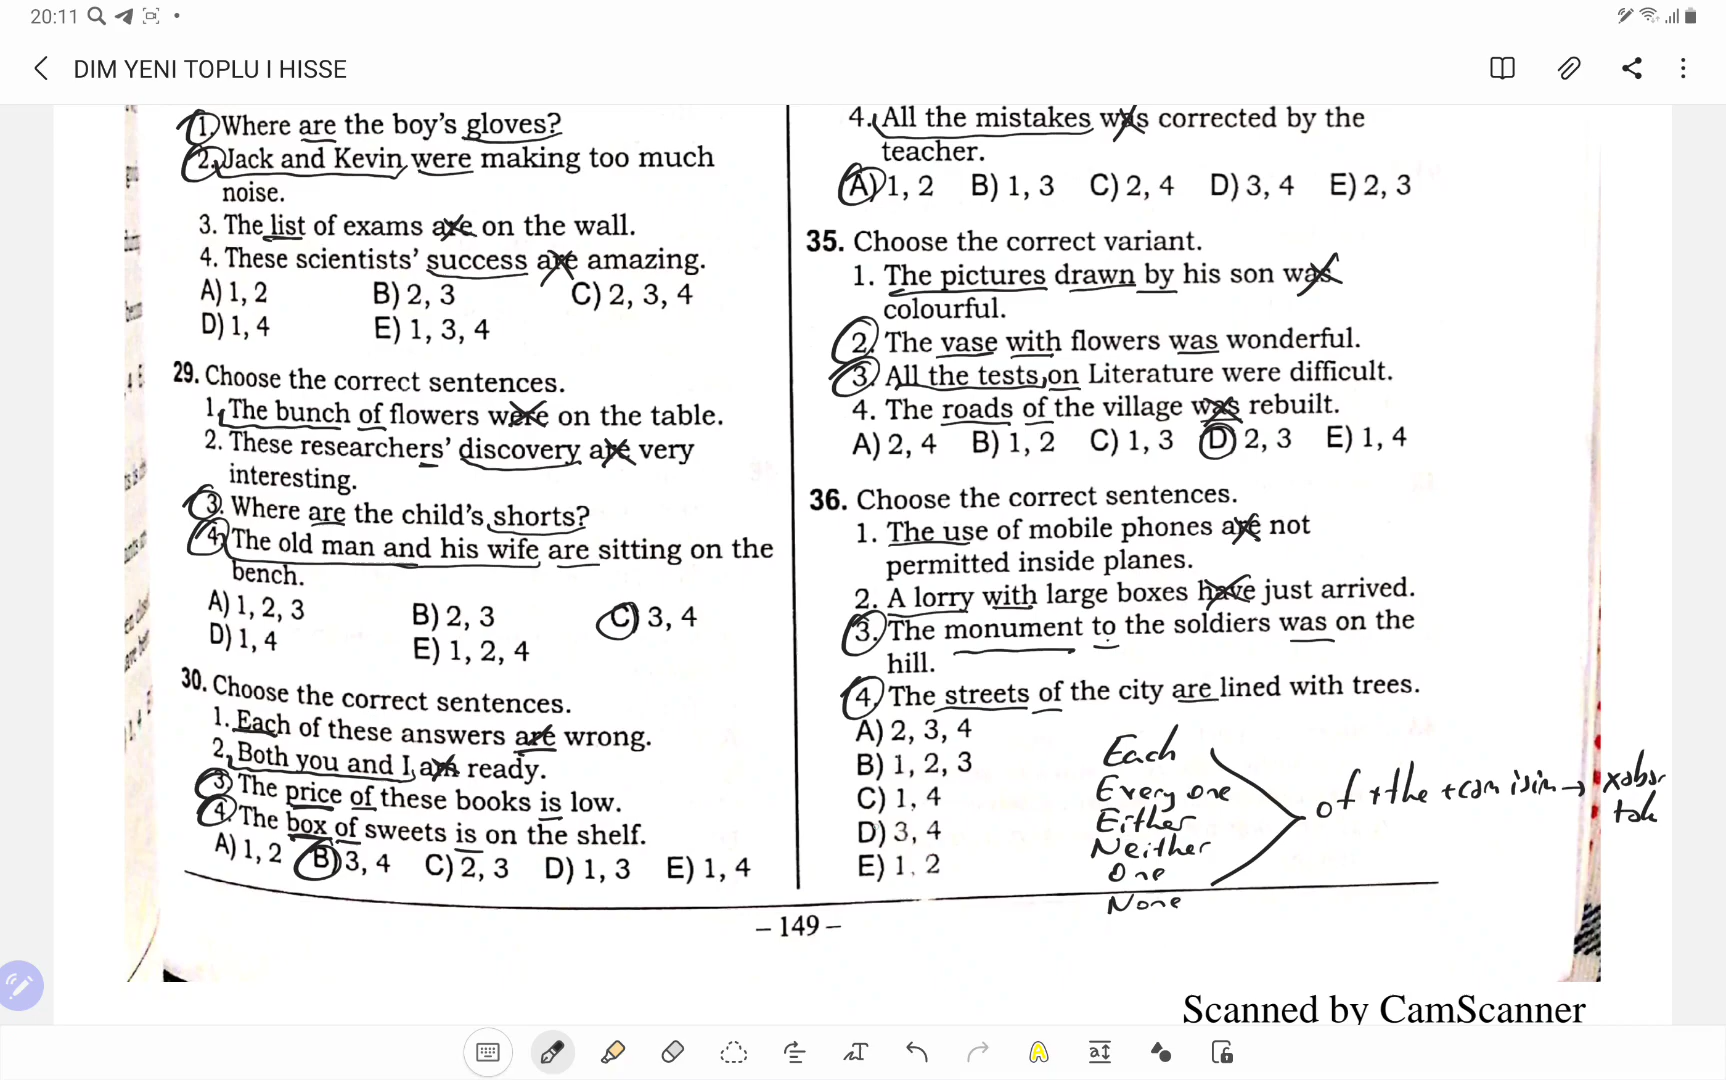 20:11
DIM YENI TOPLU I HISSE
1. Where are the boy's gloves?
2. Jack and Kevin were making too much
noise.
3. The list of exams are on the wall.
4. These scientists' success are amazing.
A) 1, 2 B) 2, 3 C) 2, 3, 4
D) 1, 4 E) 1, 3, 4
29. Choose the correct sentences.
1. The bunch of flowers were on the table.
2. These researchers' discovery are very
interesting.
3. Where are the child's shorts?
4. The old man and his wife are sitting on the
bench.
A) 1, 2, 3 B) 2, 3 C) 3, 4
D) 1, 4 E) 1, 2, 4
30. Choose the correct sentences.
1. Each of these answers are wrong.
2. Both you and I am ready.
3. The price of these books is low.
4. The box of sweets is on the shelf.
A) 1, 2 B) 3, 4 C) 2, 3 D) 1, 3 E) 1, 4
4. All the mistakes was corrected by the
teacher.
A) 1, 2 B) 1, 3 C) 2, 4 D) 3, 4 E) 2, 3
35. Choose the correct variant.
1. The pictures drawn by his son was
colourful.
2. The vase with flowers was wonderful.
3. All the tests on Literature were difficult.
4. The roads of the village was rebuilt.
A) 2, 4 B) 1, 2 C) 1, 3 D) 2, 3 E) 1, 4
36. Choose the correct sentences.
1. The use of mobile phones are not
permitted inside planes.
2. A lorry with large boxes have just arrived.
3. The monument to the soldiers was on the
hill.
4. The streets of the city are lined with trees.
A) 2, 3, 4
B) 1, 2, 3
C) 1, 4
D) 3, 4
E) 1, 2
Each
Every one
Either
Neither
One
None
of + the + cəm isim → xəbər
tək
– 149 –
Scanned by CamScanner